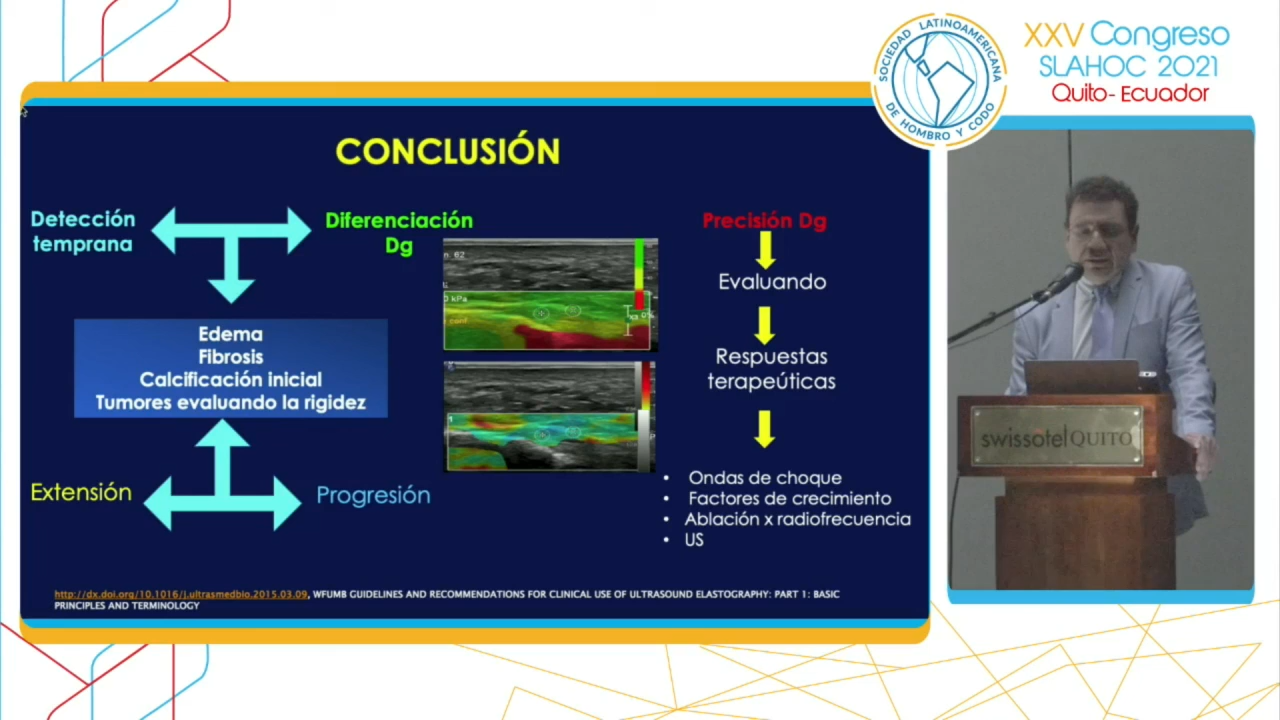 SOCIEDAD LATINOAMERICANA
DE HOMBRO Y CODO
XXV Congreso
SLAHOC 2021
Quito- Ecuador
CONCLUSIÓN
Detección
temprana
Diferenciación
Dg
Edema
Fibrosis
Calcificación inicial
Tumores evaluando la rigidez
Extensión
Progresión
n. 62
kPa
Precisión Dg
Evaluando
Respuestas
terapeúticas
• Ondas de choque
• Factores de crecimiento
• Ablación x radiofrecuencia
• US
http://dx.doi.org/10.1016/j.ultrasmedbio.2015.03.09, WFUMB GUIDELINES AND RECOMMENDATIONS FOR CLINICAL USE OF ULTRASOUND ELASTOGRAPHY: PART 1: BASIC
PRINCIPLES AND TERMINOLOGY
swissotel QUITO